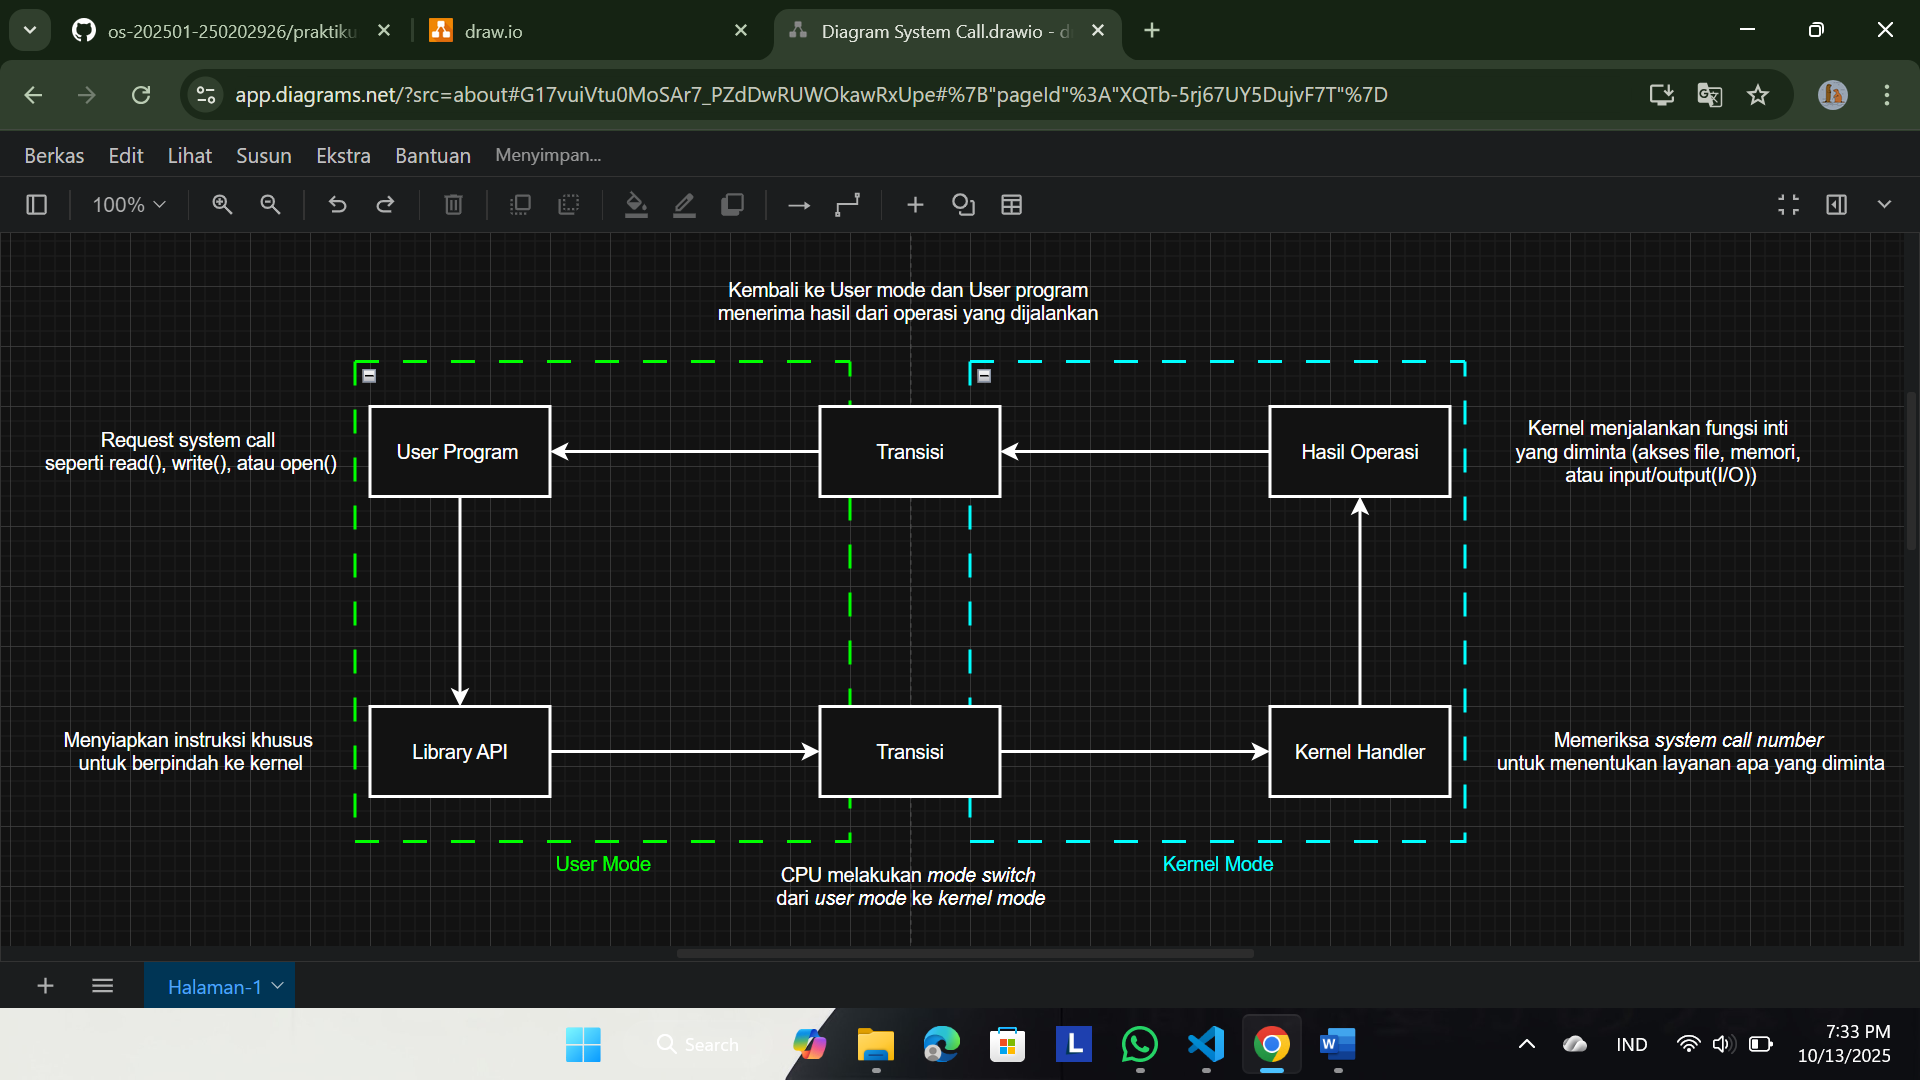 os-202501-250202926/praktiku
draw.io
Diagram System Call.drawio - d
app.diagrams.net/?src=about#G17vuiVtu0MoSAr7_PZdDwRUWOkawRxUpe#%7B"pageId"%3A"XQTb-5rj67UY5DujvF7T"%7D
Berkas Edit Lihat Susun Ekstra Bantuan Menyimpan...
100%
Kembali ke User mode dan User program
menerima hasil dari operasi yang dijalankan
Request system call
seperti read(), write(), atau open()
User Program
Transisi
Hasil Operasi
Kernel menjalankan fungsi inti
yang diminta (akses file, memori,
atau input/output(I/O))
Menyiapkan instruksi khusus
untuk berpindah ke kernel
Library API
Transisi
Kernel Handler
Memeriksa system call number
untuk menentukan layanan apa yang diminta
User Mode
CPU melakukan mode switch
dari user mode ke kernel mode
Kernel Mode
Halaman-1
Search
L
W
IND
7:33 PM
10/13/2025